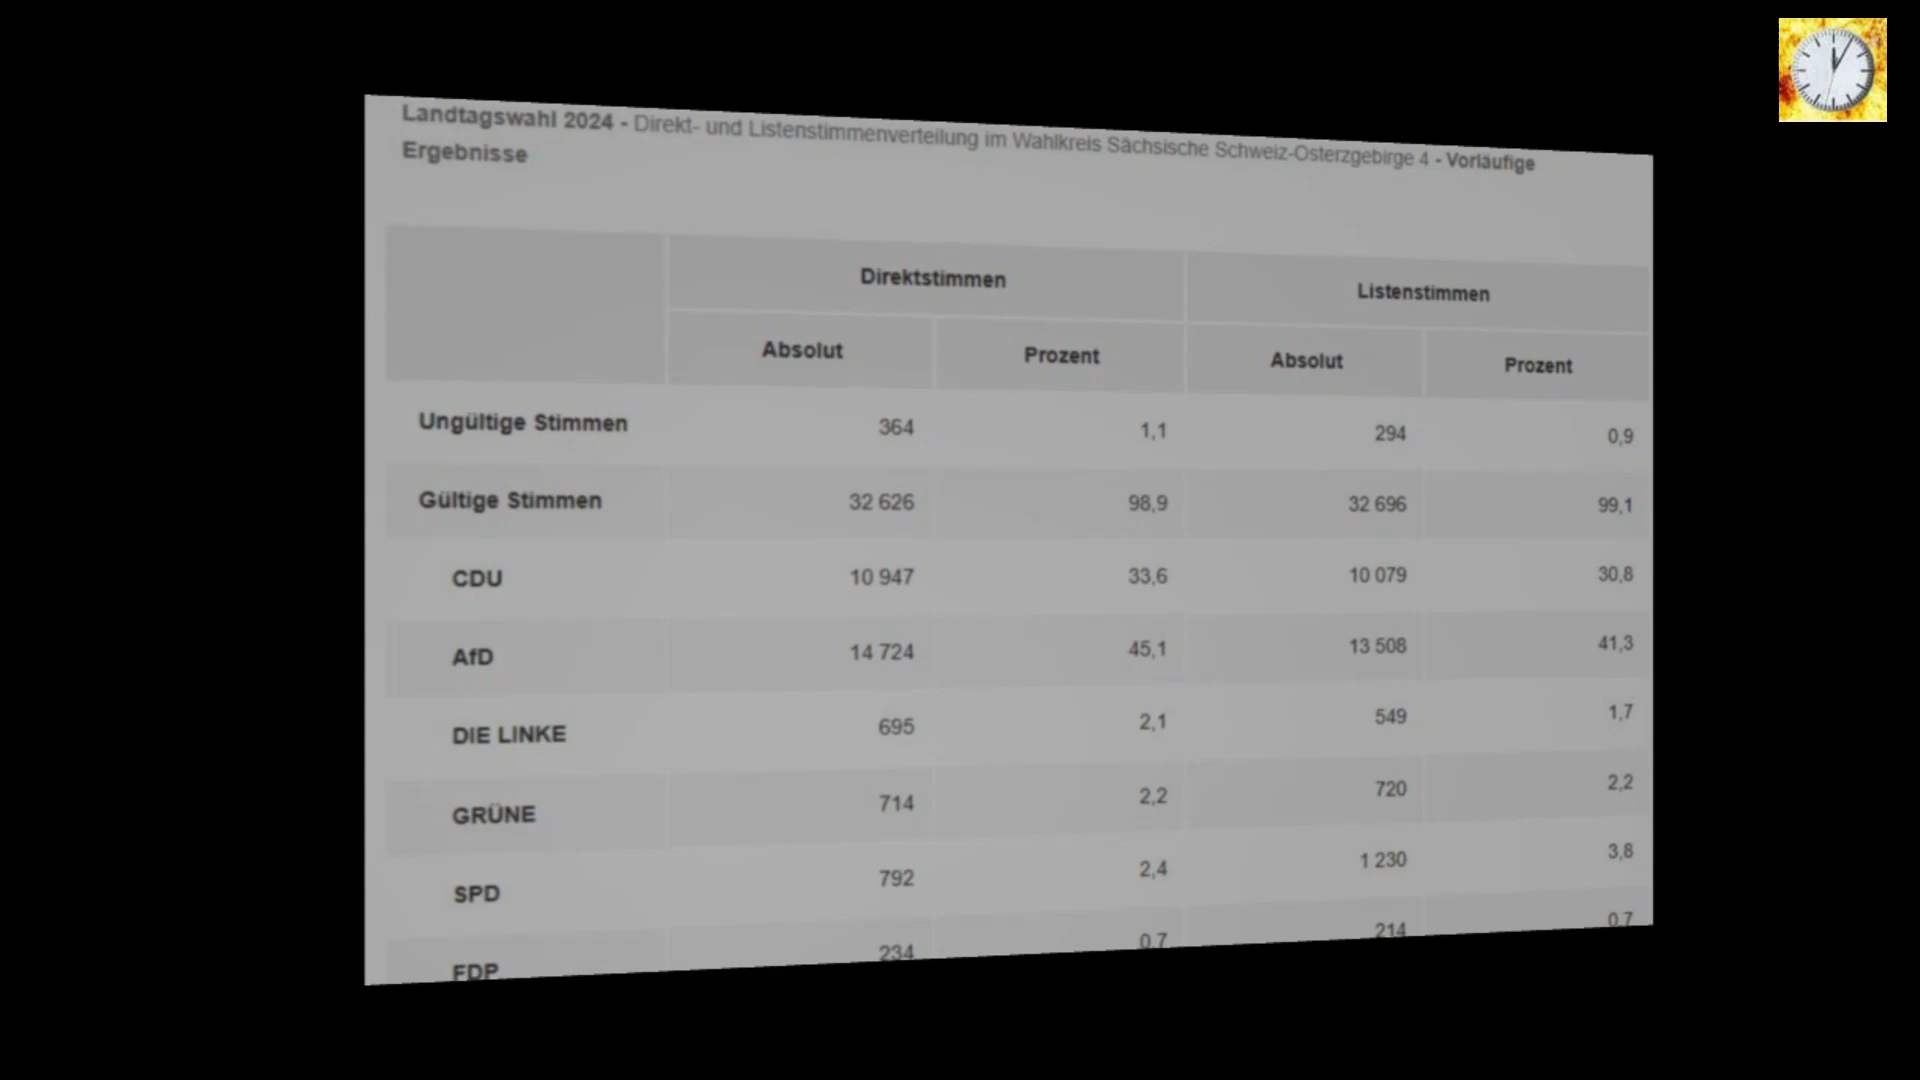 Landtagswahl 2024 - Direkt- und Listenstimmenverteilung im Wahlkreis Sächsische Schweiz-Osterzgebirge 4 - Vorläufige
Ergebnisse
Direktstimmen Listenstimmen
Absolut Prozent Absolut Prozent
Ungültige Stimmen 364 1,1 294 0,9
Gültige Stimmen 32 626 98,9 32 696 99,1
CDU 10 947 33,6 10 079 30,8
AfD 14 724 45,1 13 508 41,3
DIE LINKE 695 2,1 549 1,7
GRÜNE 714 2,2 720 2,2
SPD 792 2,4 1 230 3,8
FDP 234 0,7 214 0,7